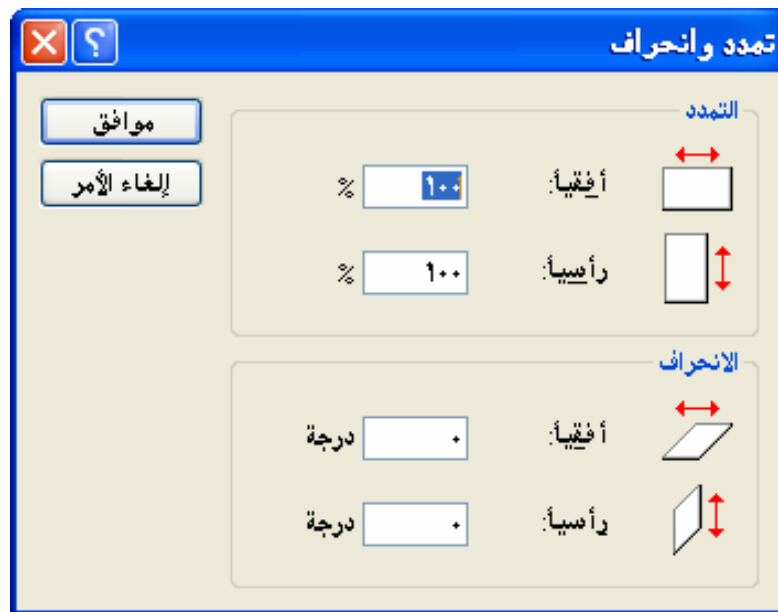 تمدد وانحراف
التمدد
أفقياً: ١٠٠ %
رأسياً: ١٠٠ %
الانحراف
أفقياً: ٠ درجة
رأسياً: ٠ درجة
موافق
إلغاء الأمر